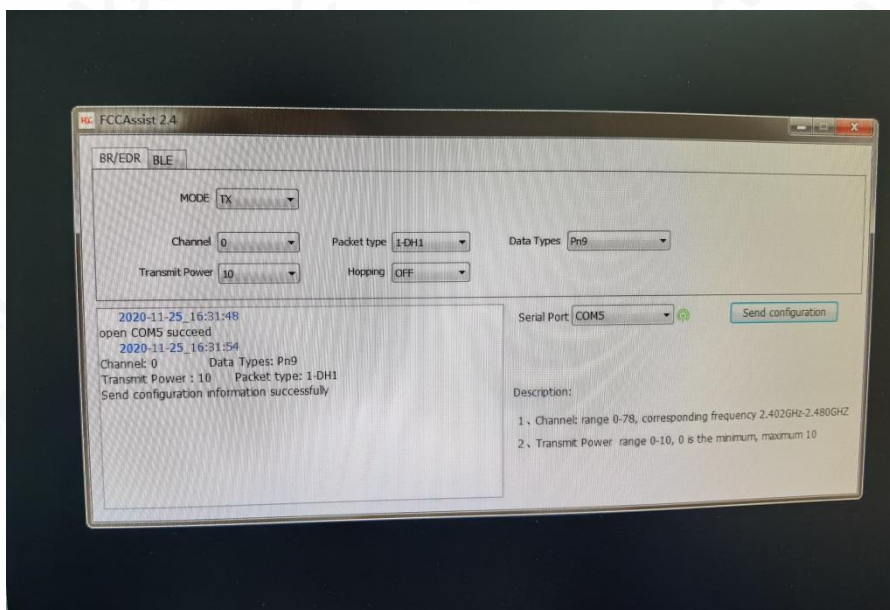 FCCAssist 2.4
BR/EDR BLE
MODE TX
Channel 0 Packet type 1-DH1 Data Types Pn9
Transmit Power 10 Hopping OFF
2020-11-25_16:31:48
open COM5 succeed
2020-11-25_16:31:54
Channel: 0 Data Types: Pn9
Transmit Power : 10 Packet type: 1-DH1
Send configuration information successfully
Serial Port COM5 Send configuration
Description:
1、Channel: range 0-78, corresponding frequency 2.402GHz-2.480GHZ
2、Transmit Power range 0-10, 0 is the minimum, maximum 10